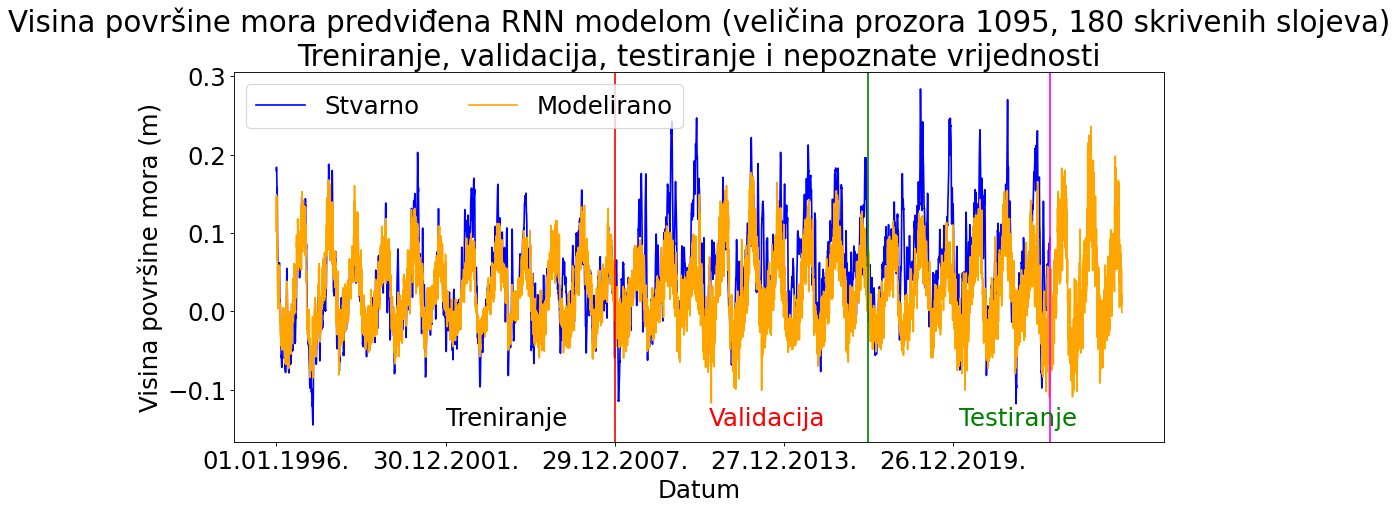 Visina površine mora predviđena RNN modelom (veličina prozora 1095, 180 skrivenih slojeva)
Treniranje, validacija, testiranje i nepoznate vrijednosti
Stvarno
Modelirano
Visina površine mora (m)
0.3
0.2
0.1
0.0
−0.1
Treniranje
Validacija
Testiranje
01.01.1996.
30.12.2001.
29.12.2007.
27.12.2013.
26.12.2019.
Datum